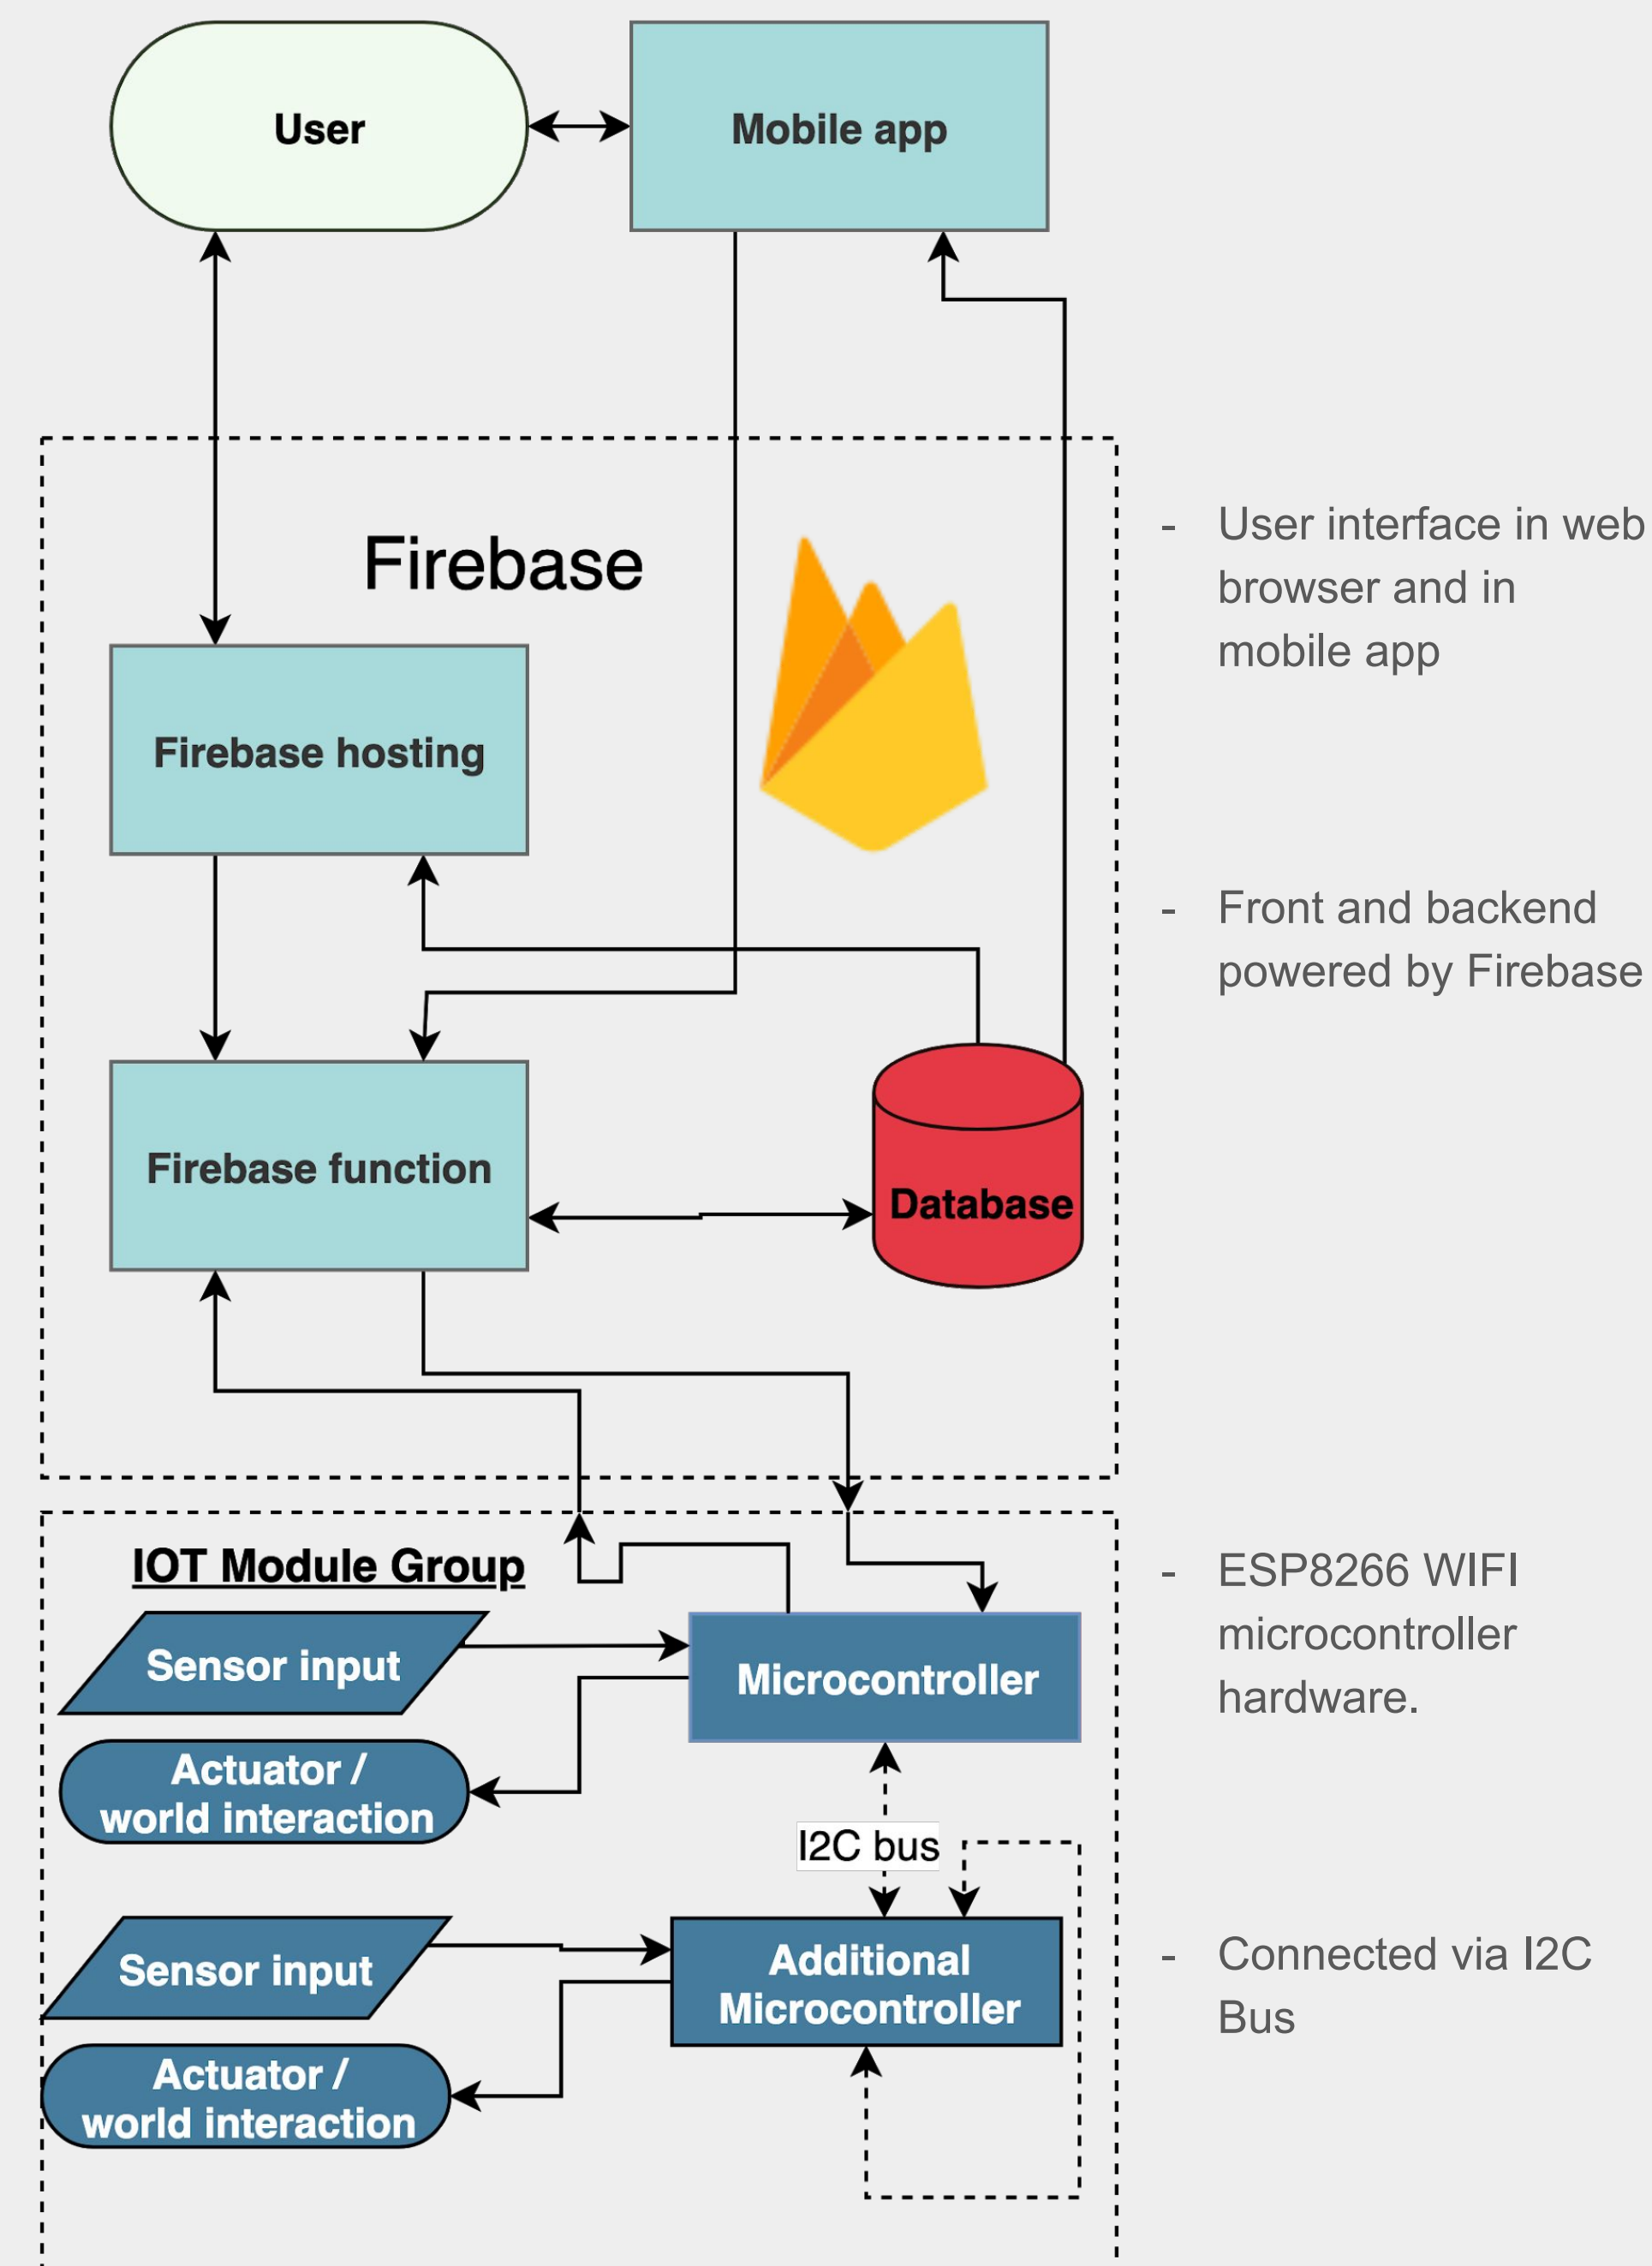 User
Mobile app
Firebase
- User interface in web
browser and in
mobile app
Firebase hosting
- Front and backend
powered by Firebase
Firebase function
Database
IOT Module Group
- ESP8266 WIFI
microcontroller
hardware.
Sensor input
Microcontroller
Actuator /
world interaction
I2C bus
Sensor input
Additional
Microcontroller
- Connected via I2C
Bus
Actuator /
world interaction